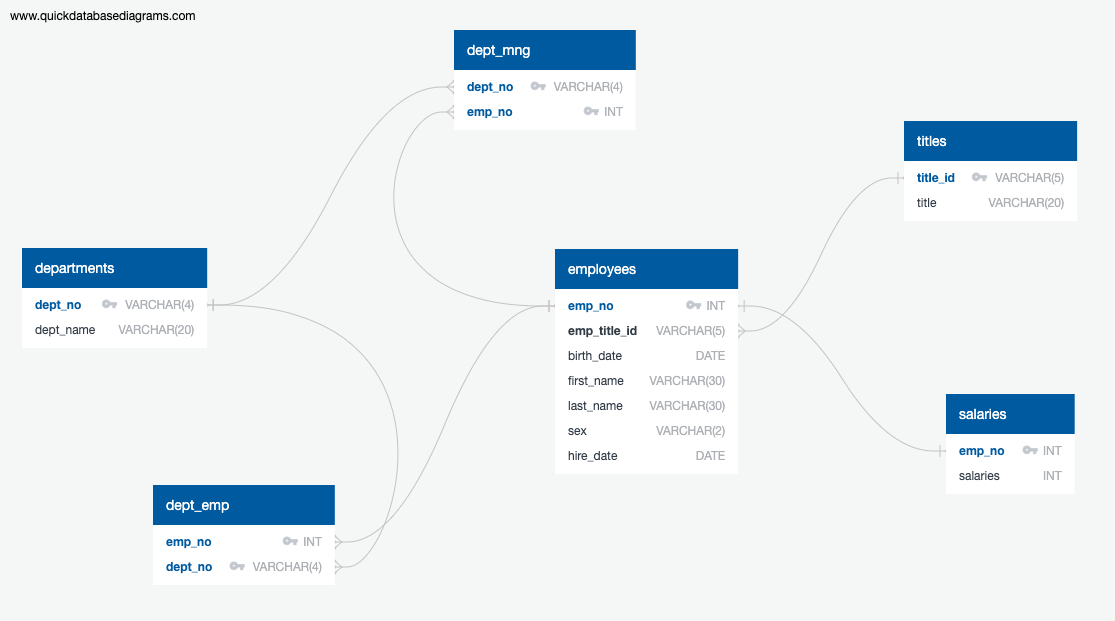 www.quickdatabasediagrams.com
dept_mng
dept_no VARCHAR(4)
emp_no INT
titles
title_id VARCHAR(5)
title VARCHAR(20)
departments
dept_no VARCHAR(4)
dept_name VARCHAR(20)
employees
emp_no INT
emp_title_id VARCHAR(5)
birth_date DATE
first_name VARCHAR(30)
last_name VARCHAR(30)
sex VARCHAR(2)
hire_date DATE
salaries
emp_no INT
salaries INT
dept_emp
emp_no INT
dept_no VARCHAR(4)